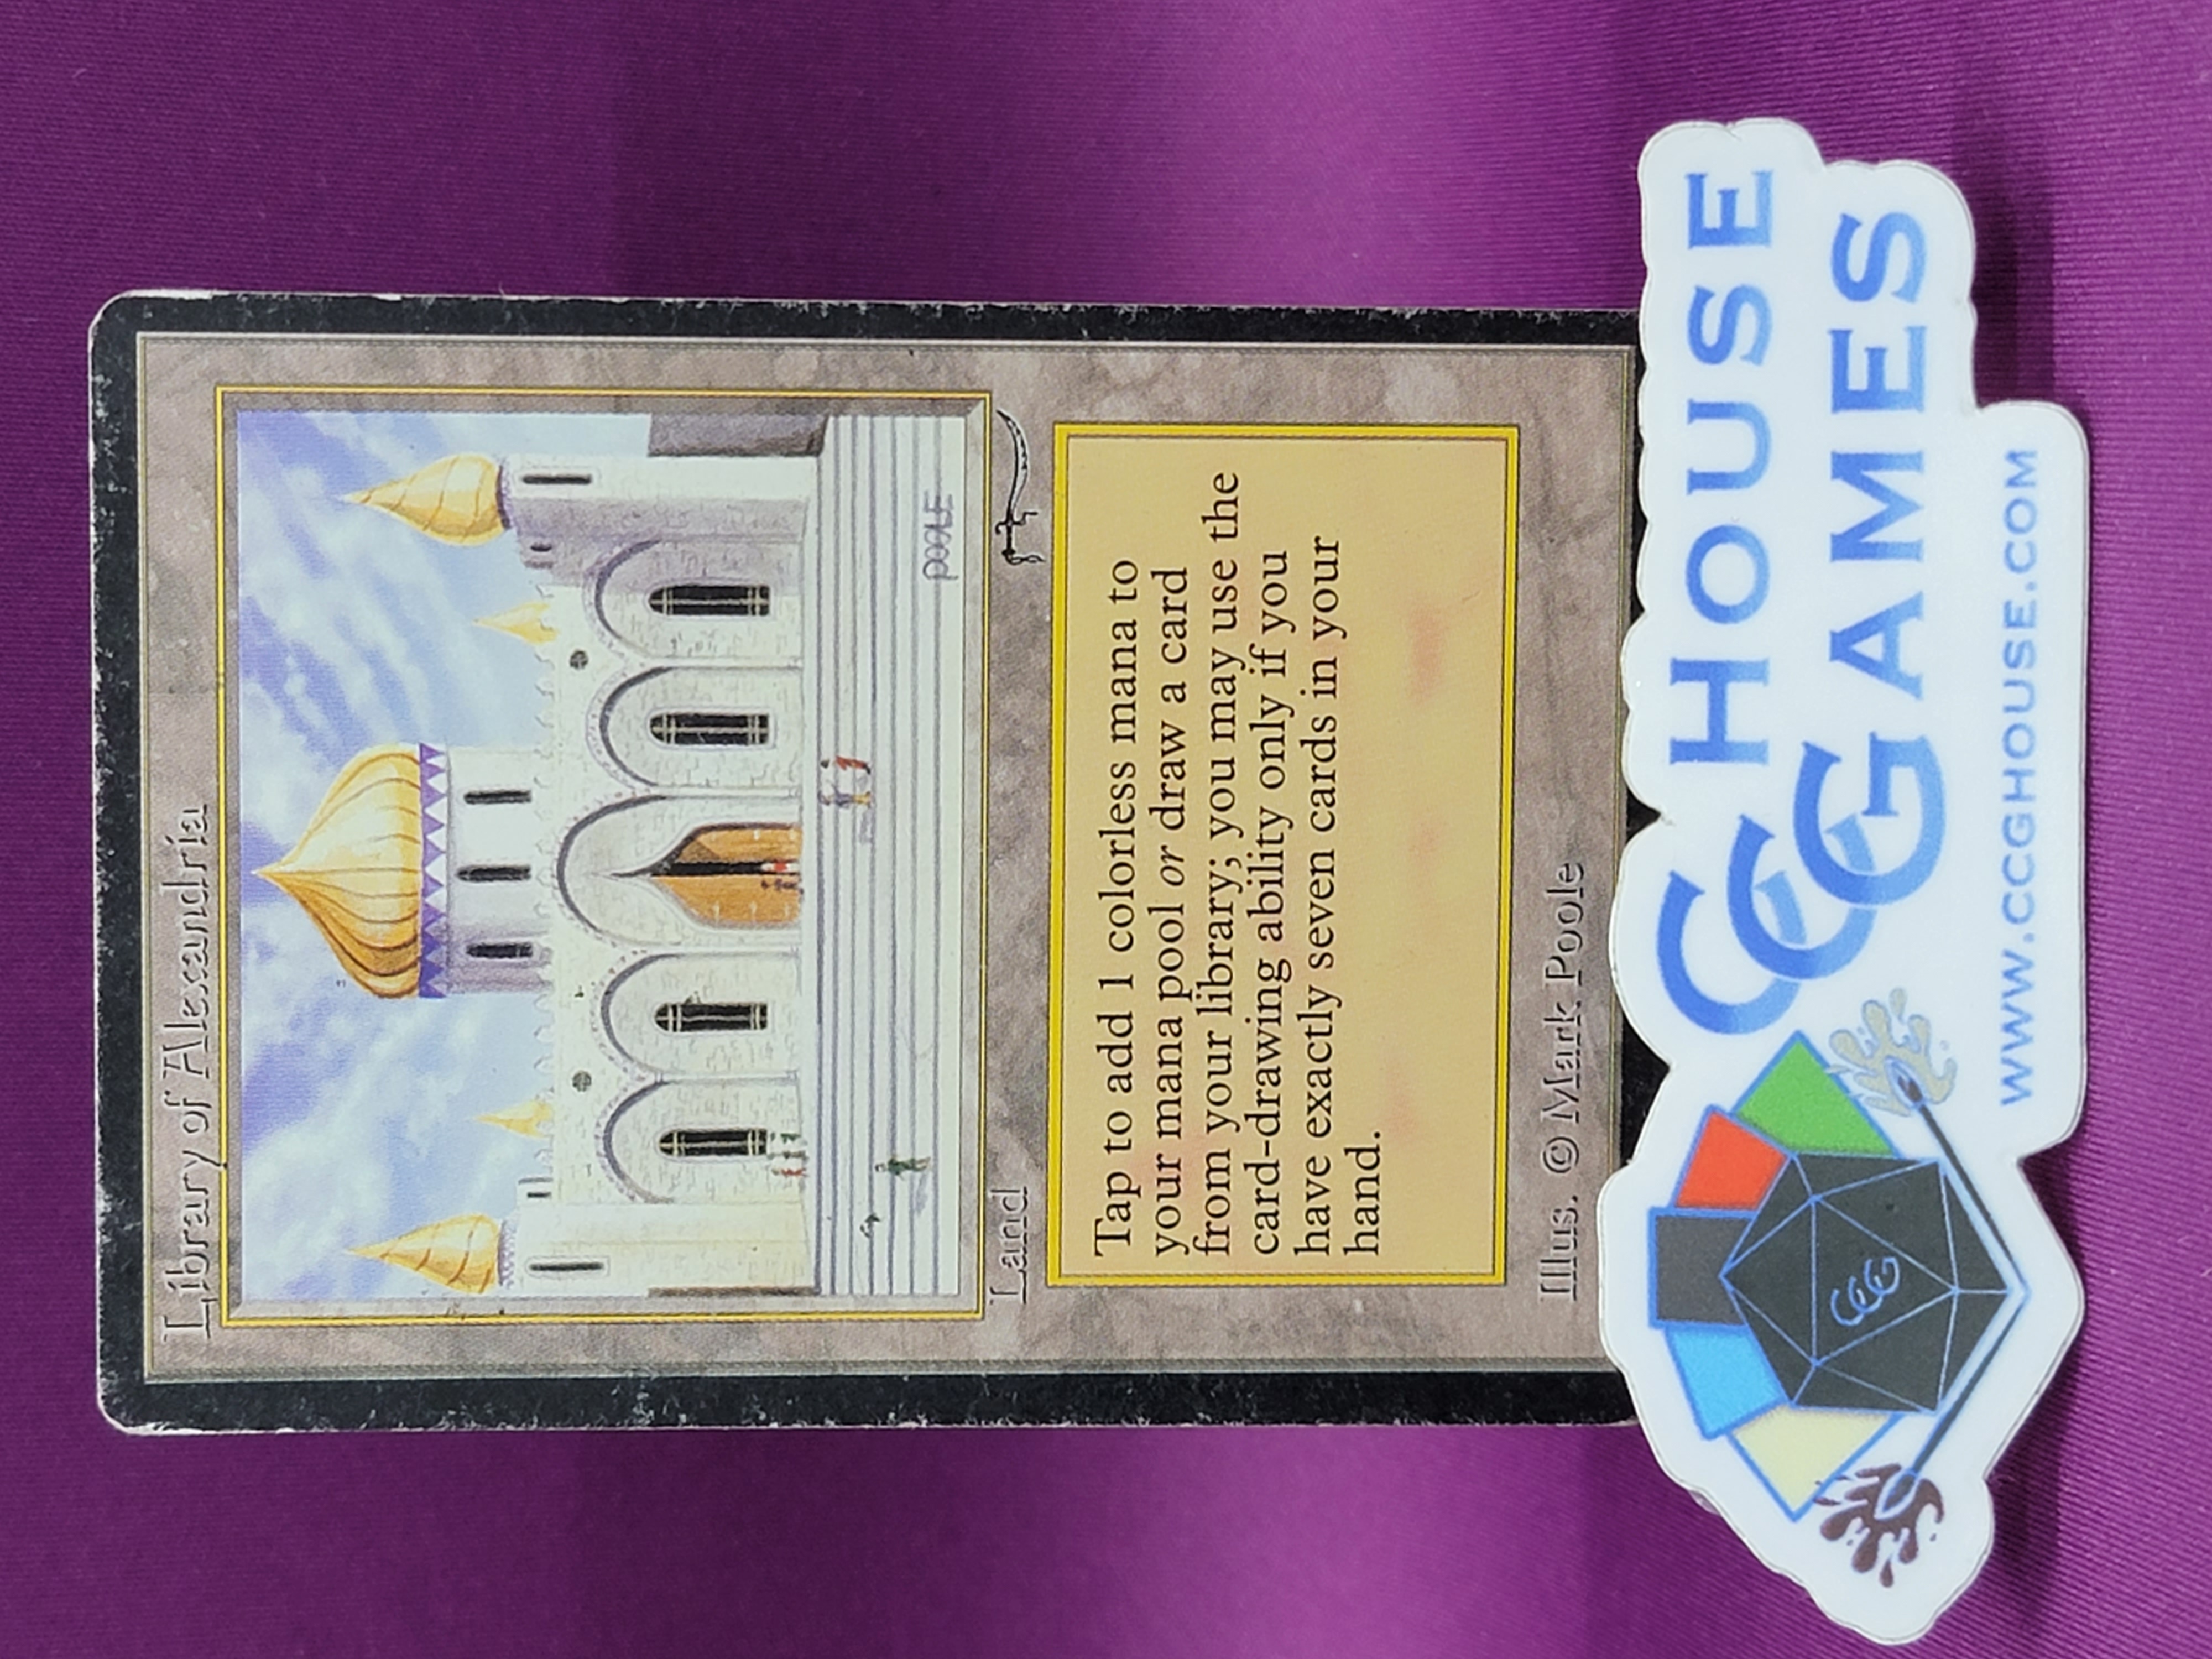 Library of Alexandria
POOLE
Land
Tap to add 1 colorless mana to
your mana pool or draw a card
from your library; you may use the
card-drawing ability only if you
have exactly seven cards in your
hand.
Illus. © Mark Poole
CCG HOUSE
GAMES
WWW.CCGHOUSE.COM
CCG